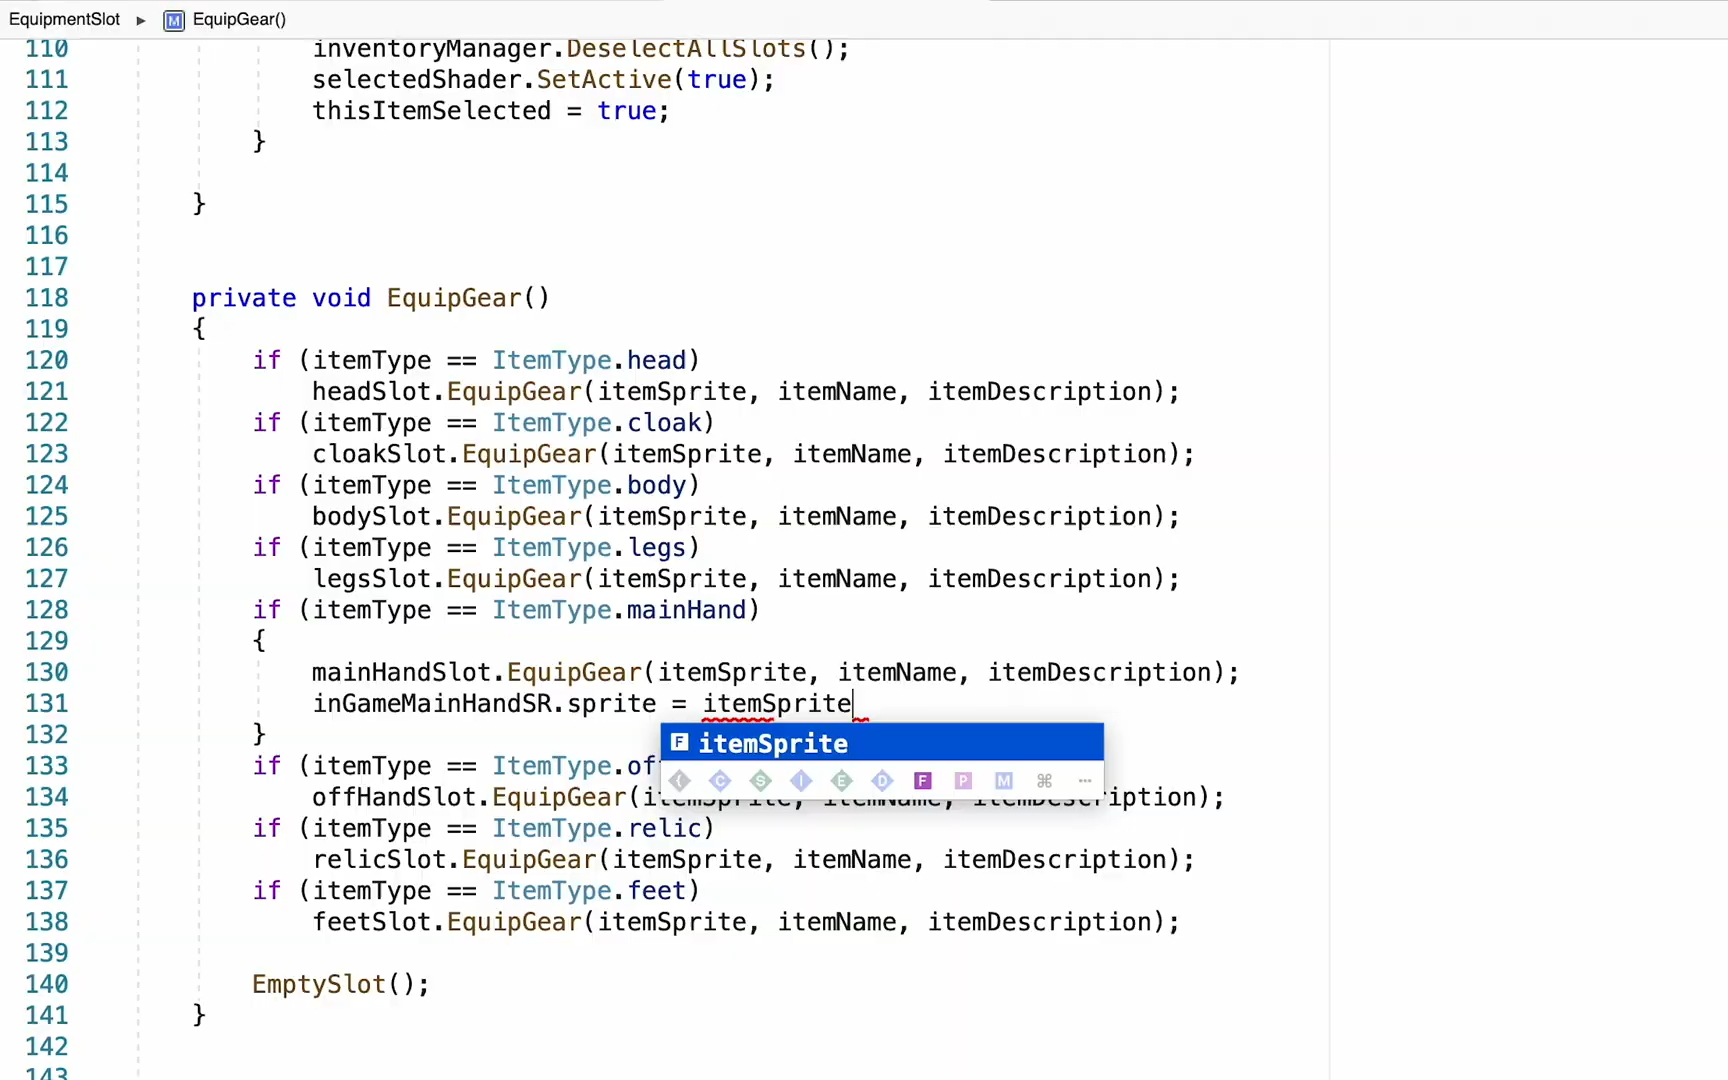 EquipmentSlot ▸ M EquipGear()
110 inventoryManager.DeselectAllSlots();
111 selectedShader.SetActive(true);
112 thisItemSelected = true;
113 }
114
115 }
116
117
118 private void EquipGear()
119 {
120 if (itemType == ItemType.head)
121 headSlot.EquipGear(itemSprite, itemName, itemDescription);
122 if (itemType == ItemType.cloak)
123 cloakSlot.EquipGear(itemSprite, itemName, itemDescription);
124 if (itemType == ItemType.body)
125 bodySlot.EquipGear(itemSprite, itemName, itemDescription);
126 if (itemType == ItemType.legs)
127 legsSlot.EquipGear(itemSprite, itemName, itemDescription);
128 if (itemType == ItemType.mainHand)
129 {
130 mainHandSlot.EquipGear(itemSprite, itemName, itemDescription);
131 inGameMainHandSR.sprite = itemSprite
132 }
F itemSprite
{ C S I E D F P M ⌘ ···
133 if (itemType == ItemType.of
134 offHandSlot.EquipGear(itemSprite, itemName, itemDescription);
135 if (itemType == ItemType.relic)
136 relicSlot.EquipGear(itemSprite, itemName, itemDescription);
137 if (itemType == ItemType.feet)
138 feetSlot.EquipGear(itemSprite, itemName, itemDescription);
139
140 EmptySlot();
141 }
142
143